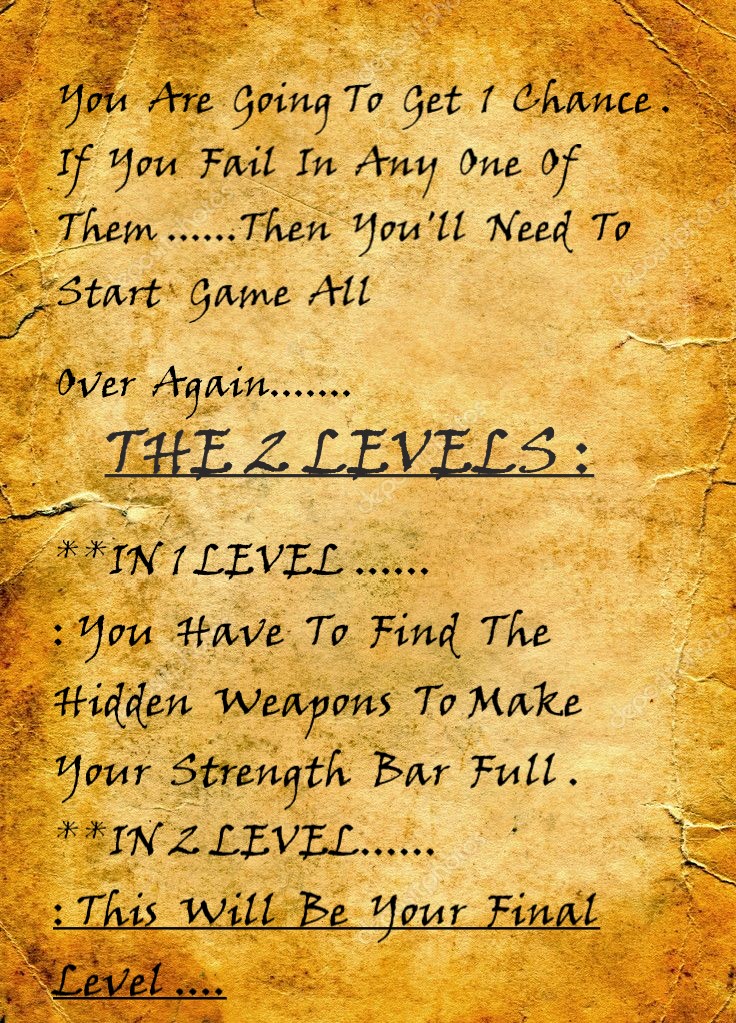 You Are Going To Get 1 Chance .
If You Fail In Any One Of
Them ......Then You'll Need To
Start Game All
Over Again.......
THE 2 LEVELS :
**IN 1 LEVEL ......
: You Have To Find The
Hidden Weapons To Make
Your Strength Bar Full .
**IN 2 LEVEL......
: This Will Be Your Final
Level ....